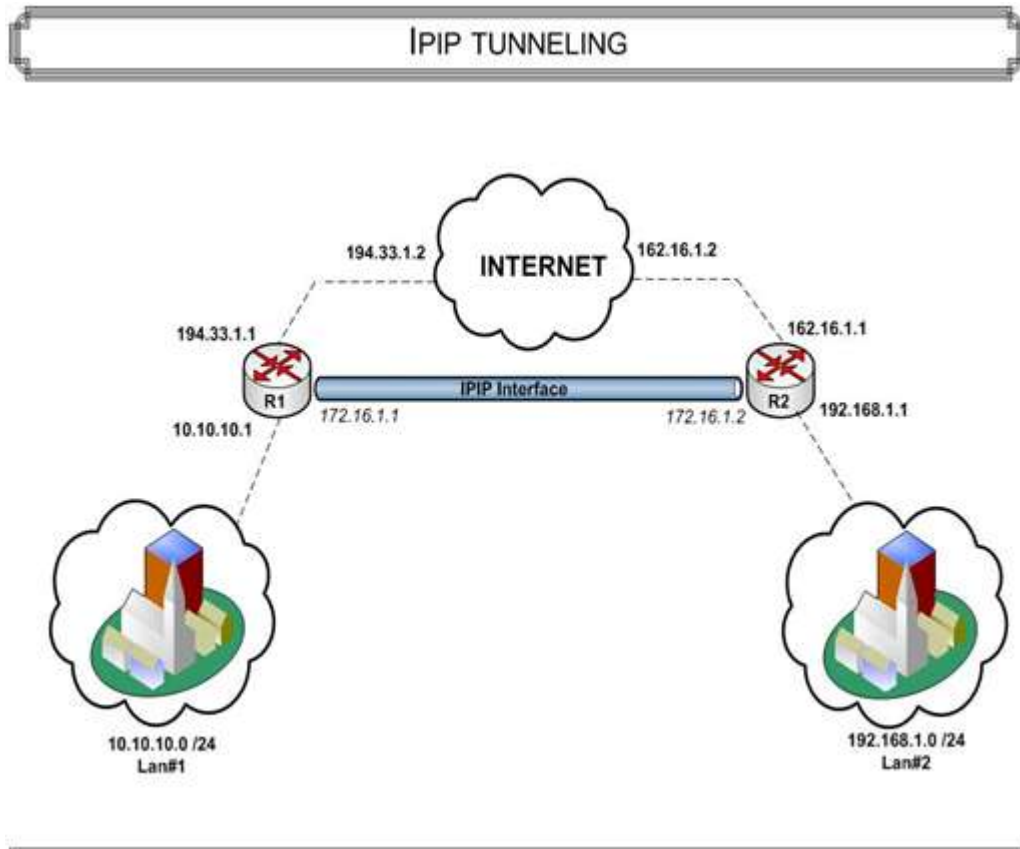 IPIP TUNNELING
194.33.1.2
INTERNET
162.16.1.2
194.33.1.1
162.16.1.1
R1
IPIP Interface
R2
172.16.1.1
172.16.1.2
192.168.1.1
10.10.10.1
10.10.10.0 /24
Lan#1
192.168.1.0 /24
Lan#2